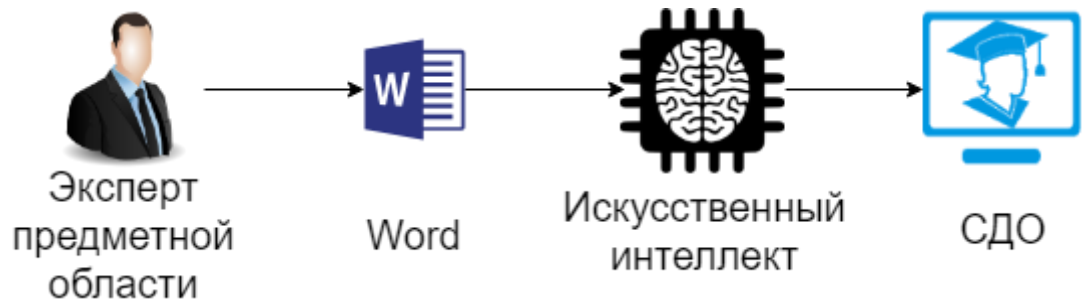 W
Эксперт
предметной
области
Word
Искусственный
интеллект
СДО